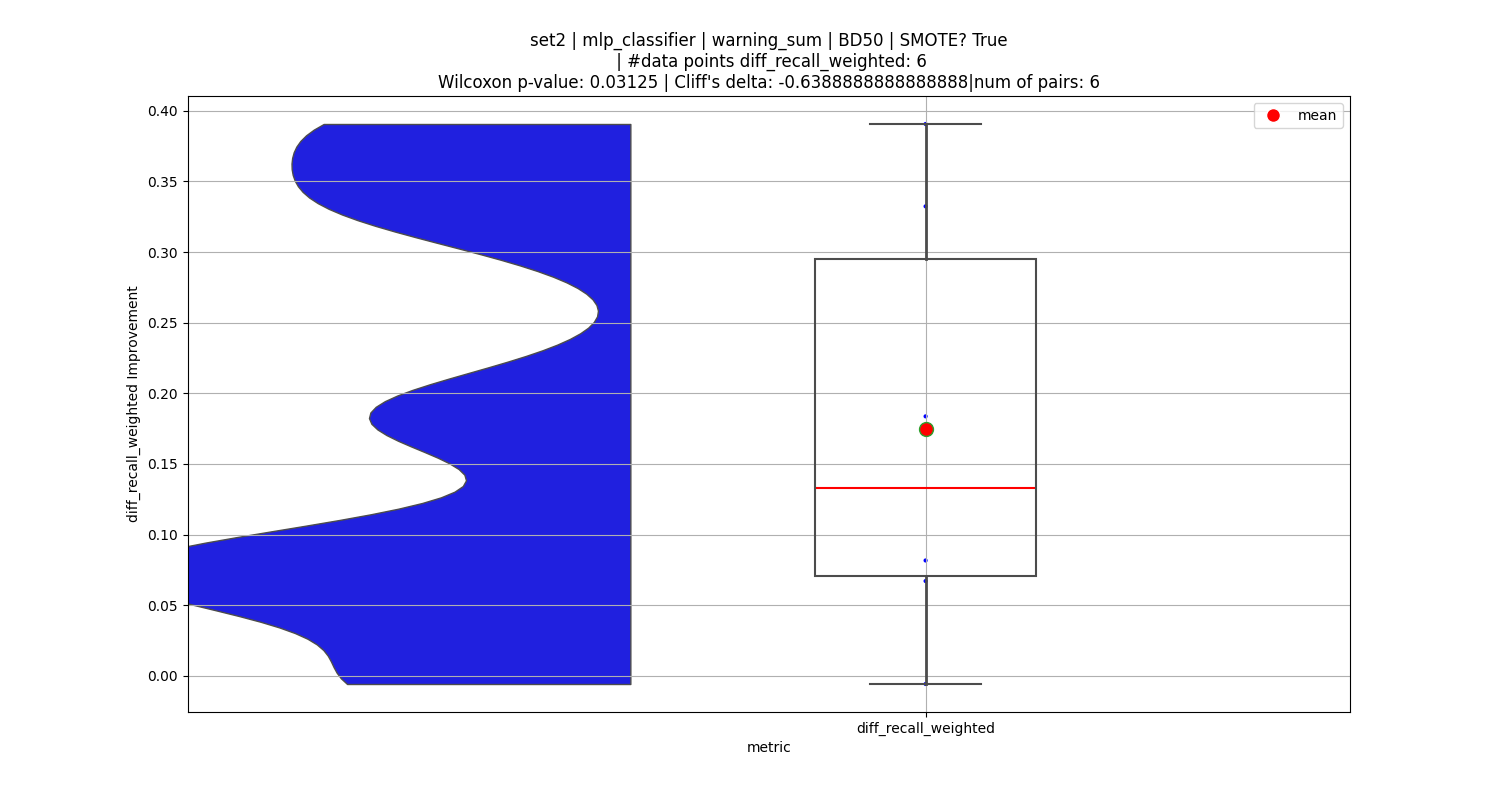 set2 | mlp_classifier | warning_sum | BD50 | SMOTE? True
| #data points diff_recall_weighted: 6
Wilcoxon p-value: 0.03125 | Cliff's delta: -0.6388888888888888|num of pairs: 6
mean
0.40
0.35
0.30
0.25
0.20
0.15
0.10
0.05
0.00
diff_recall_weighted Improvement
diff_recall_weighted
metric